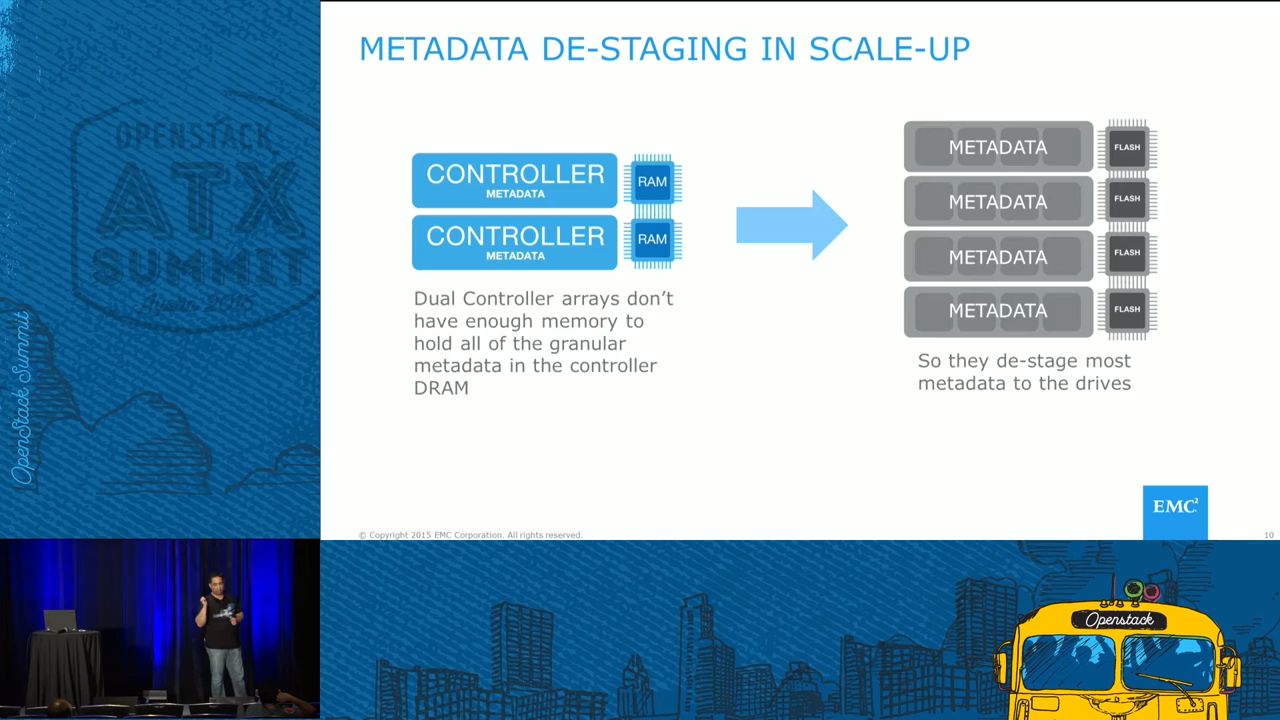 METADATA DE-STAGING IN SCALE-UP
OPENSTACK
ATX
SUMMIT
OpenStack Summit
CONTROLLER
METADATA
RAM
CONTROLLER
METADATA
RAM
Dual Controller arrays don't
have enough memory to
hold all of the granular
metadata in the controller
DRAM
METADATA
FLASH
METADATA
FLASH
METADATA
FLASH
METADATA
FLASH
So they de-stage most
metadata to the drives
EMC²
© Copyright 2015 EMC Corporation. All rights reserved.
10
Openstack